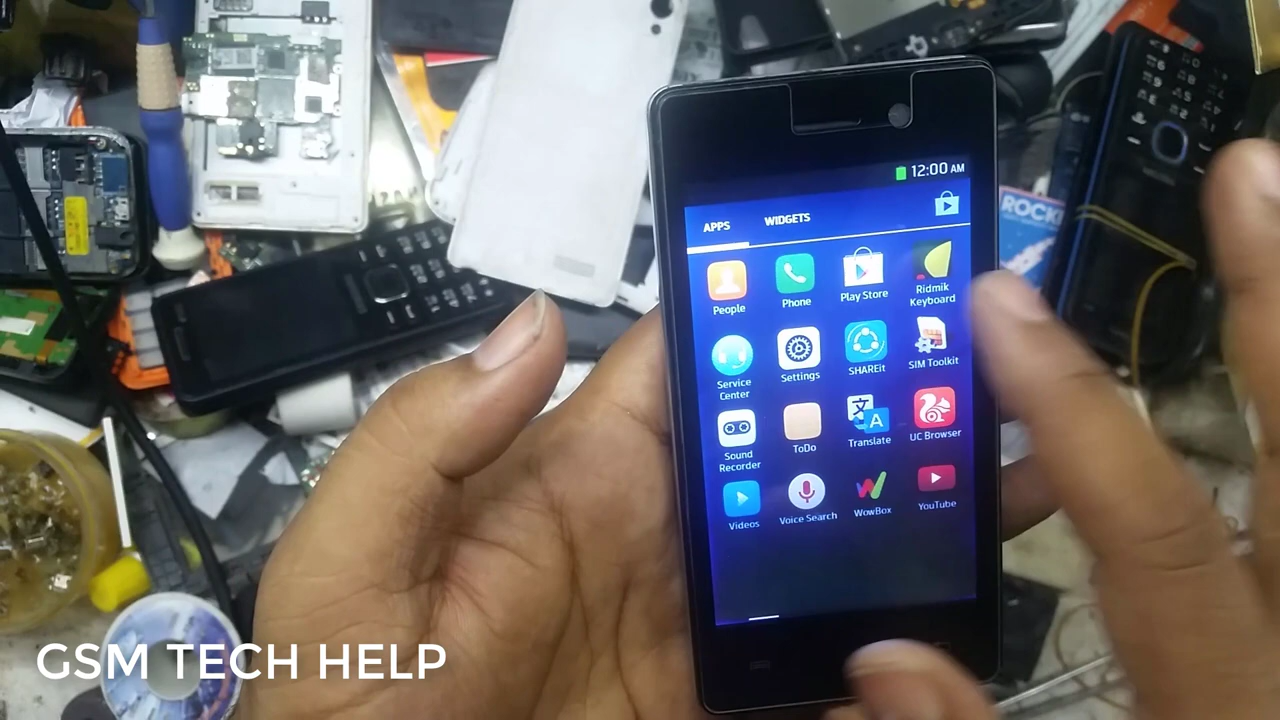 12:00 AM
APPS
WIDGETS
People
Phone
Play Store
Ridmik
Keyboard
Service
Center
Settings
SHAREit
SIM Toolkit
Sound
Recorder
ToDo
Translate
UC Browser
Videos
Voice Search
WowBox
YouTube
GSM TECH HELP